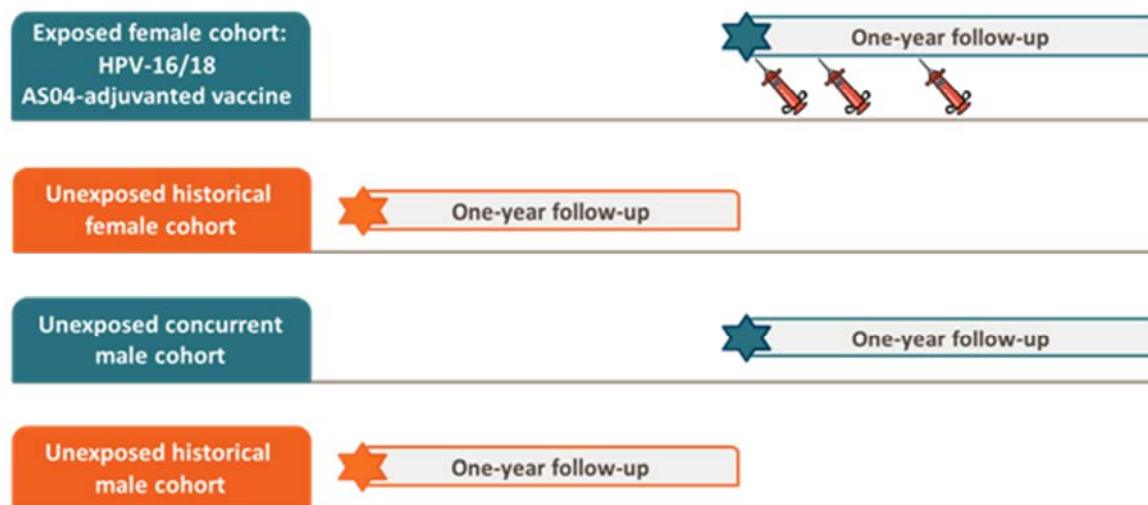 Exposed female cohort:
HPV-16/18
AS04-adjuvanted vaccine
One-year follow-up
Unexposed historical
female cohort
One-year follow-up
Unexposed concurrent
male cohort
One-year follow-up
Unexposed historical
male cohort
One-year follow-up